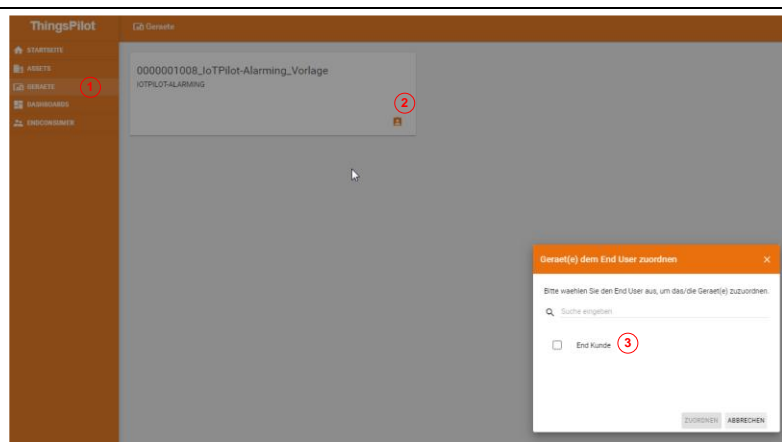 ThingsPilot
Geraete
STARTSEITE
ASSETS
GERAETE
1
DASHBOARDS
ENDCONSUMER
0000001008_IoTPilot-Alarming_Vorlage
IOTPILOT-ALARMING
2
Geraet(e) dem End User zuordnen
Bitte waehlen Sie den End User aus, um das/die Geraet(e) zuzuordnen.
Suche eingeben
End Kunde
3
ZUORDNEN ABBRECHEN